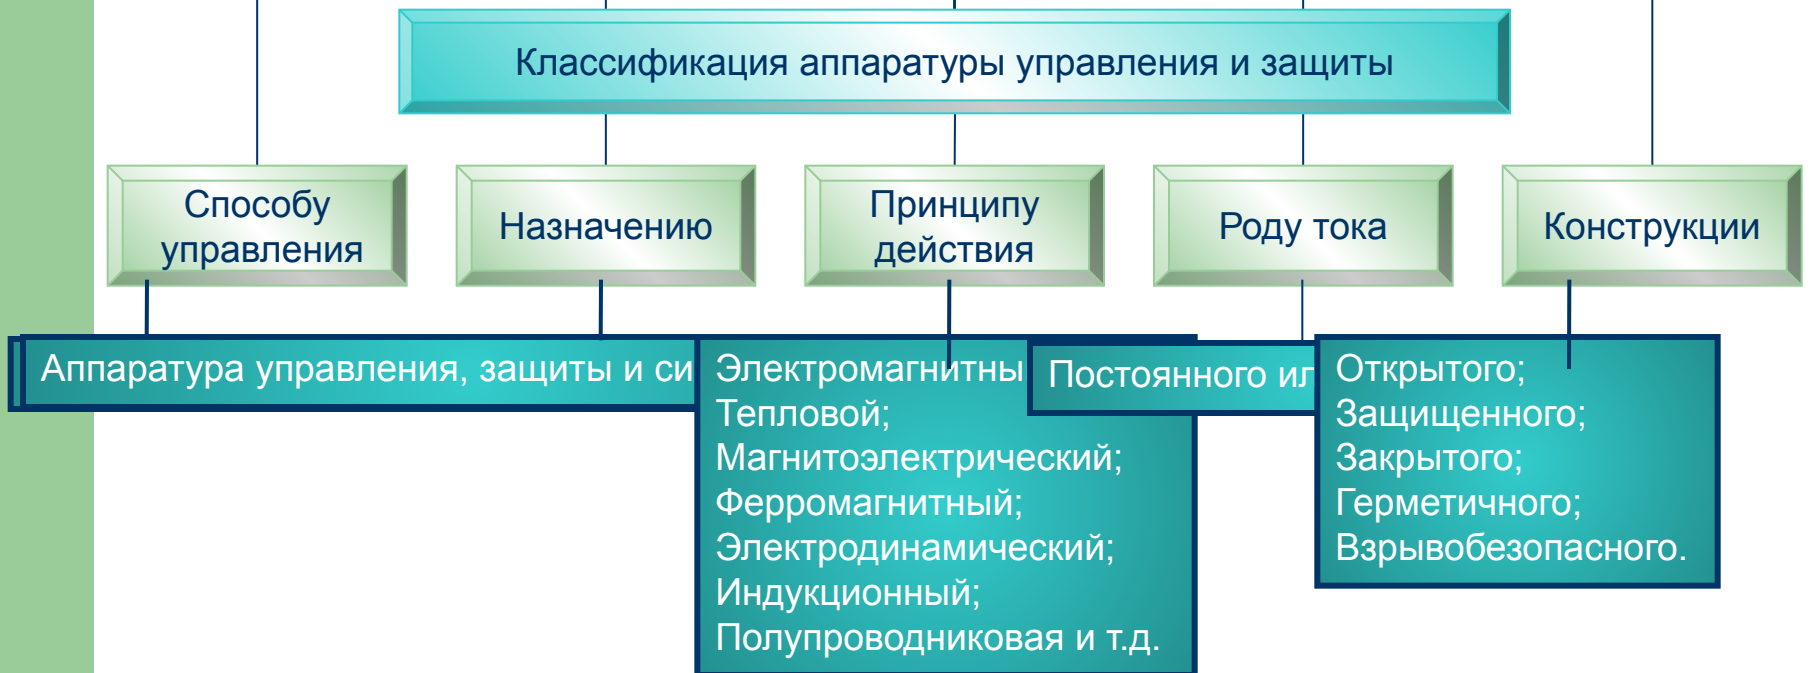 Классификация аппаратуры управления и защиты
Способу
управления
Назначению
Принципу
действия
Роду тока
Конструкции
Аппаратура управления, защиты и си
Электромагнитны
Тепловой;
Магнитоэлектрический;
Ферромагнитный;
Электродинамический;
Индукционный;
Полупроводниковая и т.д.
Постоянного ил
Открытого;
Защищенного;
Закрытого;
Герметичного;
Взрывобезопасного.